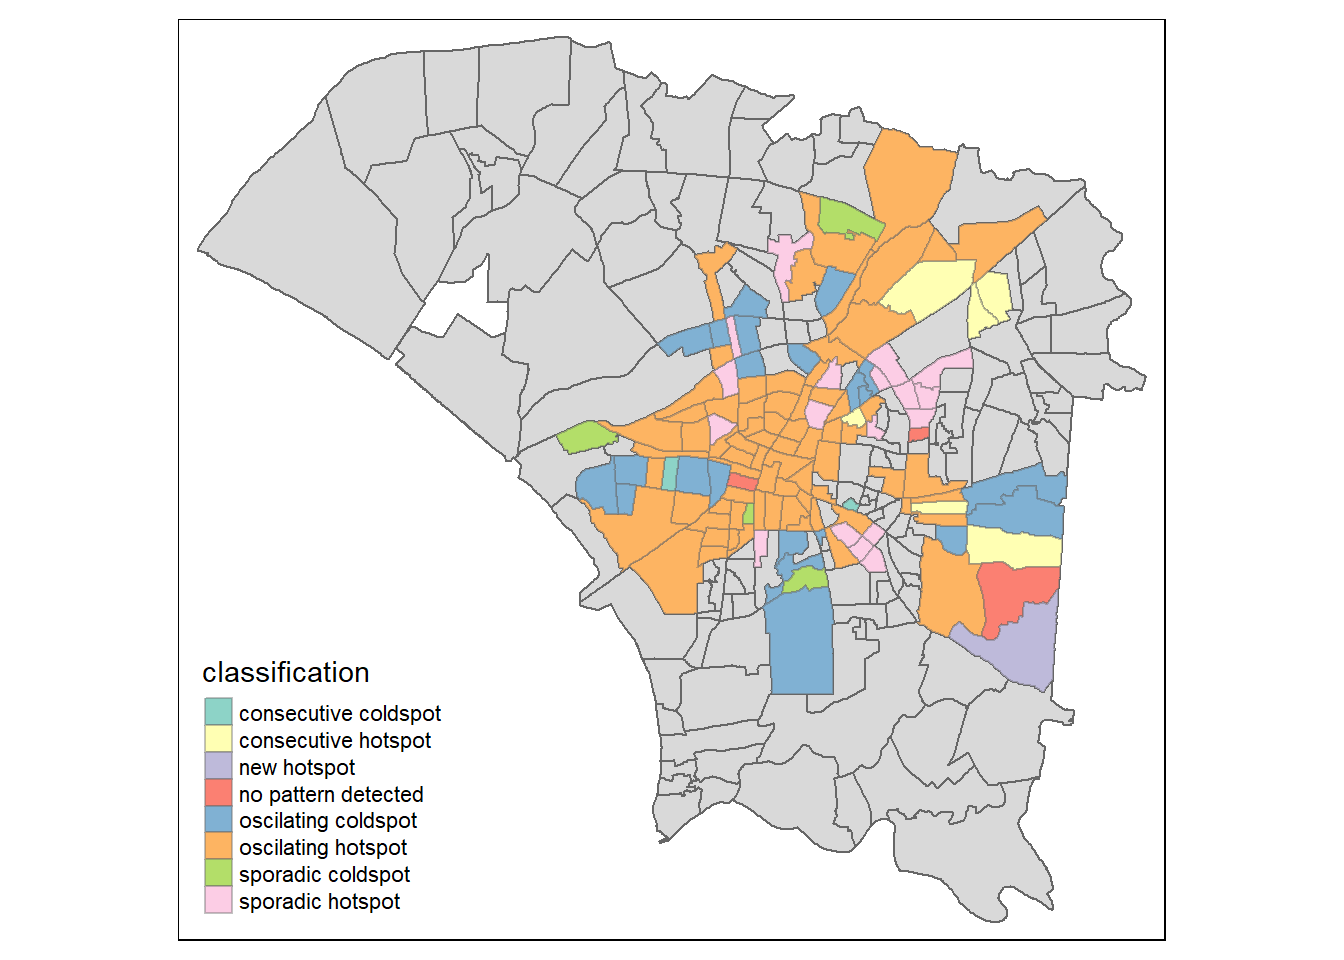 classification
consecutive coldspot
consecutive hotspot
new hotspot
no pattern detected
oscilating coldspot
oscilating hotspot
sporadic coldspot
sporadic hotspot